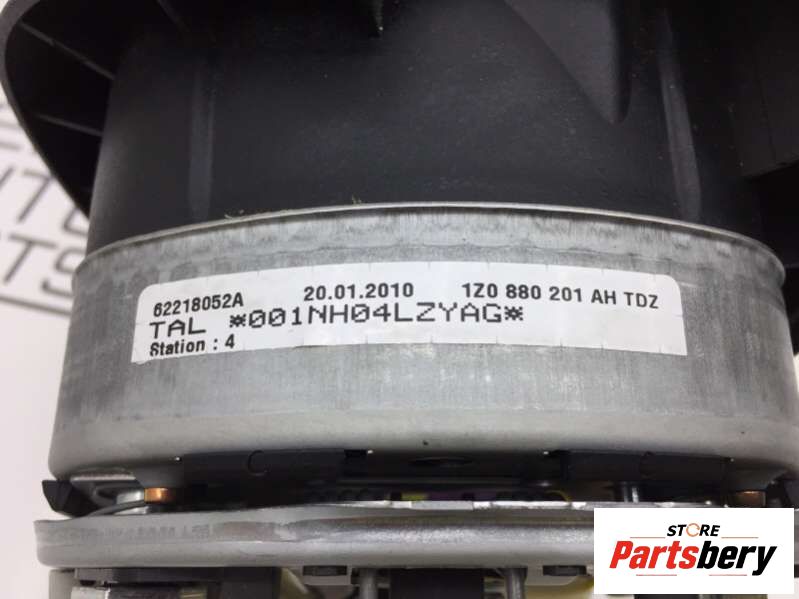 62218052A 20.01.2010 1Z0 880 201 AH TDZ
TAL *001NH04LZYAG*
Station : 4
STORE
Partsbery